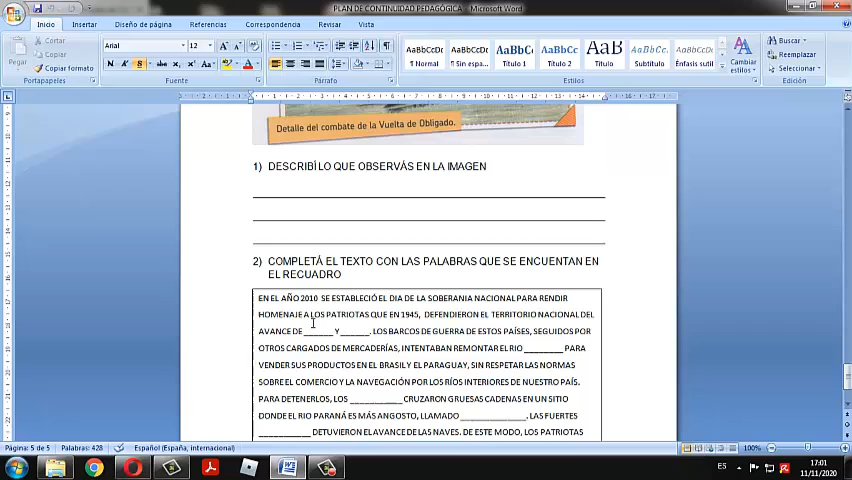 PLAN DE CONTINUIDAD PEDAGÓGICA - Microsoft Word
Inicio Insertar Diseño de página Referencias Correspondencia Revisar Vista
Pegar
Cortar
Copiar
Copiar formato
Portapapeles
Arial 12
Fuente
Párrafo
AaBbCcDc AaBbCcDc AaBbC AaBbCc AaB AaBbCc AaBbCcDt
¶ Normal ¶ Sin espa... Título 1 Título 2 Título Subtítulo Énfasis sutil
Cambiar estilos
Estilos
Buscar
Reemplazar
Seleccionar
Edición
Detalle del combate de la Vuelta de Obligado.
1) DESCRIBÍ LO QUE OBSERVÁS EN LA IMAGEN
2) COMPLETÁ EL TEXTO CON LAS PALABRAS QUE SE ENCUENTAN EN
EL RECUADRO
EN EL AÑO 2010 SE ESTABLECIÓ EL DIA DE LA SOBERANIA NACIONAL PARA RENDIR
HOMENAJE A LOS PATRIOTAS QUE EN 1945, DEFENDIERON EL TERRITORIO NACIONAL DEL
AVANCE DE ______ Y______. LOS BARCOS DE GUERRA DE ESTOS PAÍSES, SEGUIDOS POR
OTROS CARGADOS DE MERCADERÍAS, INTENTABAN REMONTAR EL RIO ________ PARA
VENDER SUS PRODUCTOS EN EL BRASIL Y EL PARAGUAY, SIN RESPETAR LAS NORMAS
SOBRE EL COMERCIO Y LA NAVEGACIÓN POR LOS RÍOS INTERIORES DE NUESTRO PAÍS.
PARA DETENERLOS, LOS __________ CRUZARON GRUESAS CADENAS EN UN SITIO
DONDE EL RIO PARANÁ ES MÁS ANGOSTO, LLAMADO _____________. LAS FUERTES
__________ DETUVIERON EL AVANCE DE LAS NAVES. DE ESTE MODO, LOS PATRIOTAS
Página: 5 de 5 Palabras: 428 Español (España, internacional) 100%
ES 17:01
11/11/2020